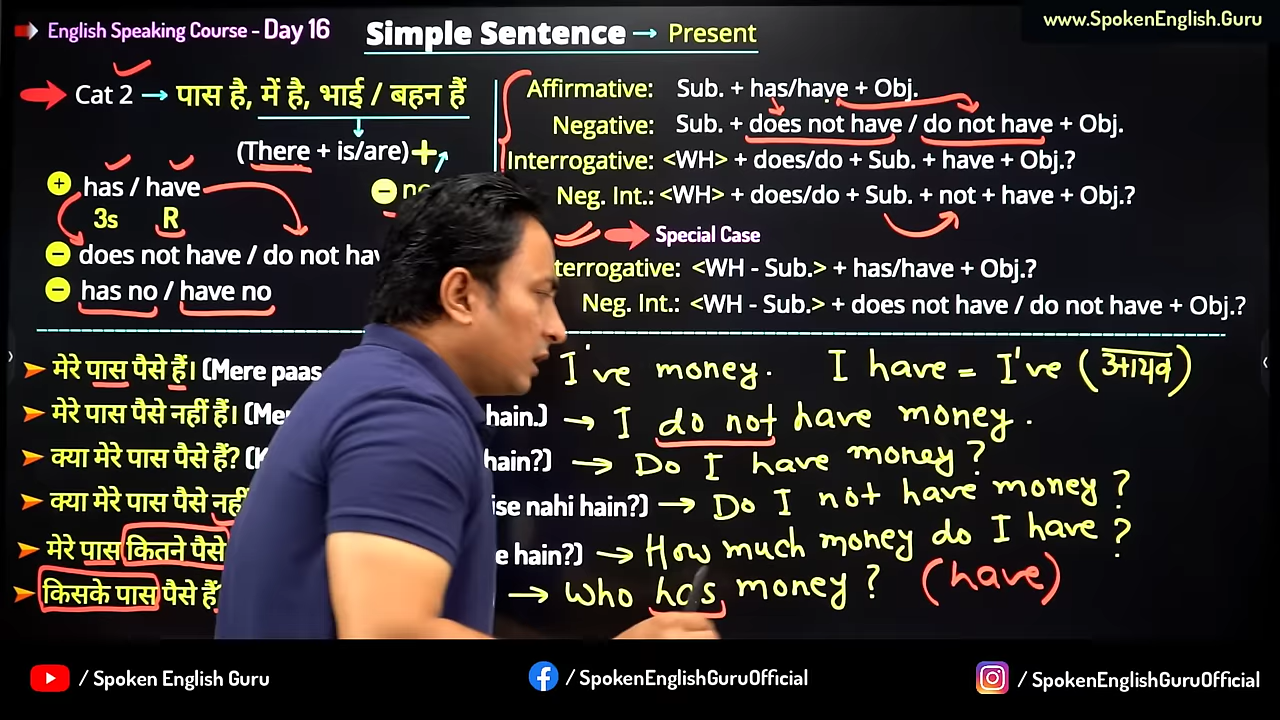 English Speaking Course - Day 16
Simple Sentence → Present
www.SpokenEnglish.Guru
Cat 2 → पास है, में है, भाई / बहन हैं
(There + is/are) +
+ has / have
- no
3s R
- does not have / do not hav
- has no / have no
Affirmative: Sub. + has/have + Obj.
Negative: Sub. + does not have / do not have + Obj.
Interrogative: <WH> + does/do + Sub. + have + Obj.?
Neg. Int.: <WH> + does/do + Sub. + not + have + Obj.?
Special Case
terrogative: <WH - Sub.> + has/have + Obj.?
Neg. Int.: <WH - Sub.> + does not have / do not have + Obj.?
मेरे पास पैसे हैं। (Mere paas I've money. I have = I've (आयव)
मेरे पास पैसे नहीं हैं। (Mer hain.) → I do not have money.
क्या मेरे पास पैसे हैं? (K hain?) → Do I have money?
क्या मेरे पास पैसे नहीं ise nahi hain?) → Do I not have money?
मेरे पास कितने पैसे e hain?) → How much money do I have?
किसके पास पैसे हैं → Who has money? (have)
/ Spoken English Guru
/ SpokenEnglishGuruOfficial
/ SpokenEnglishGuruOfficial